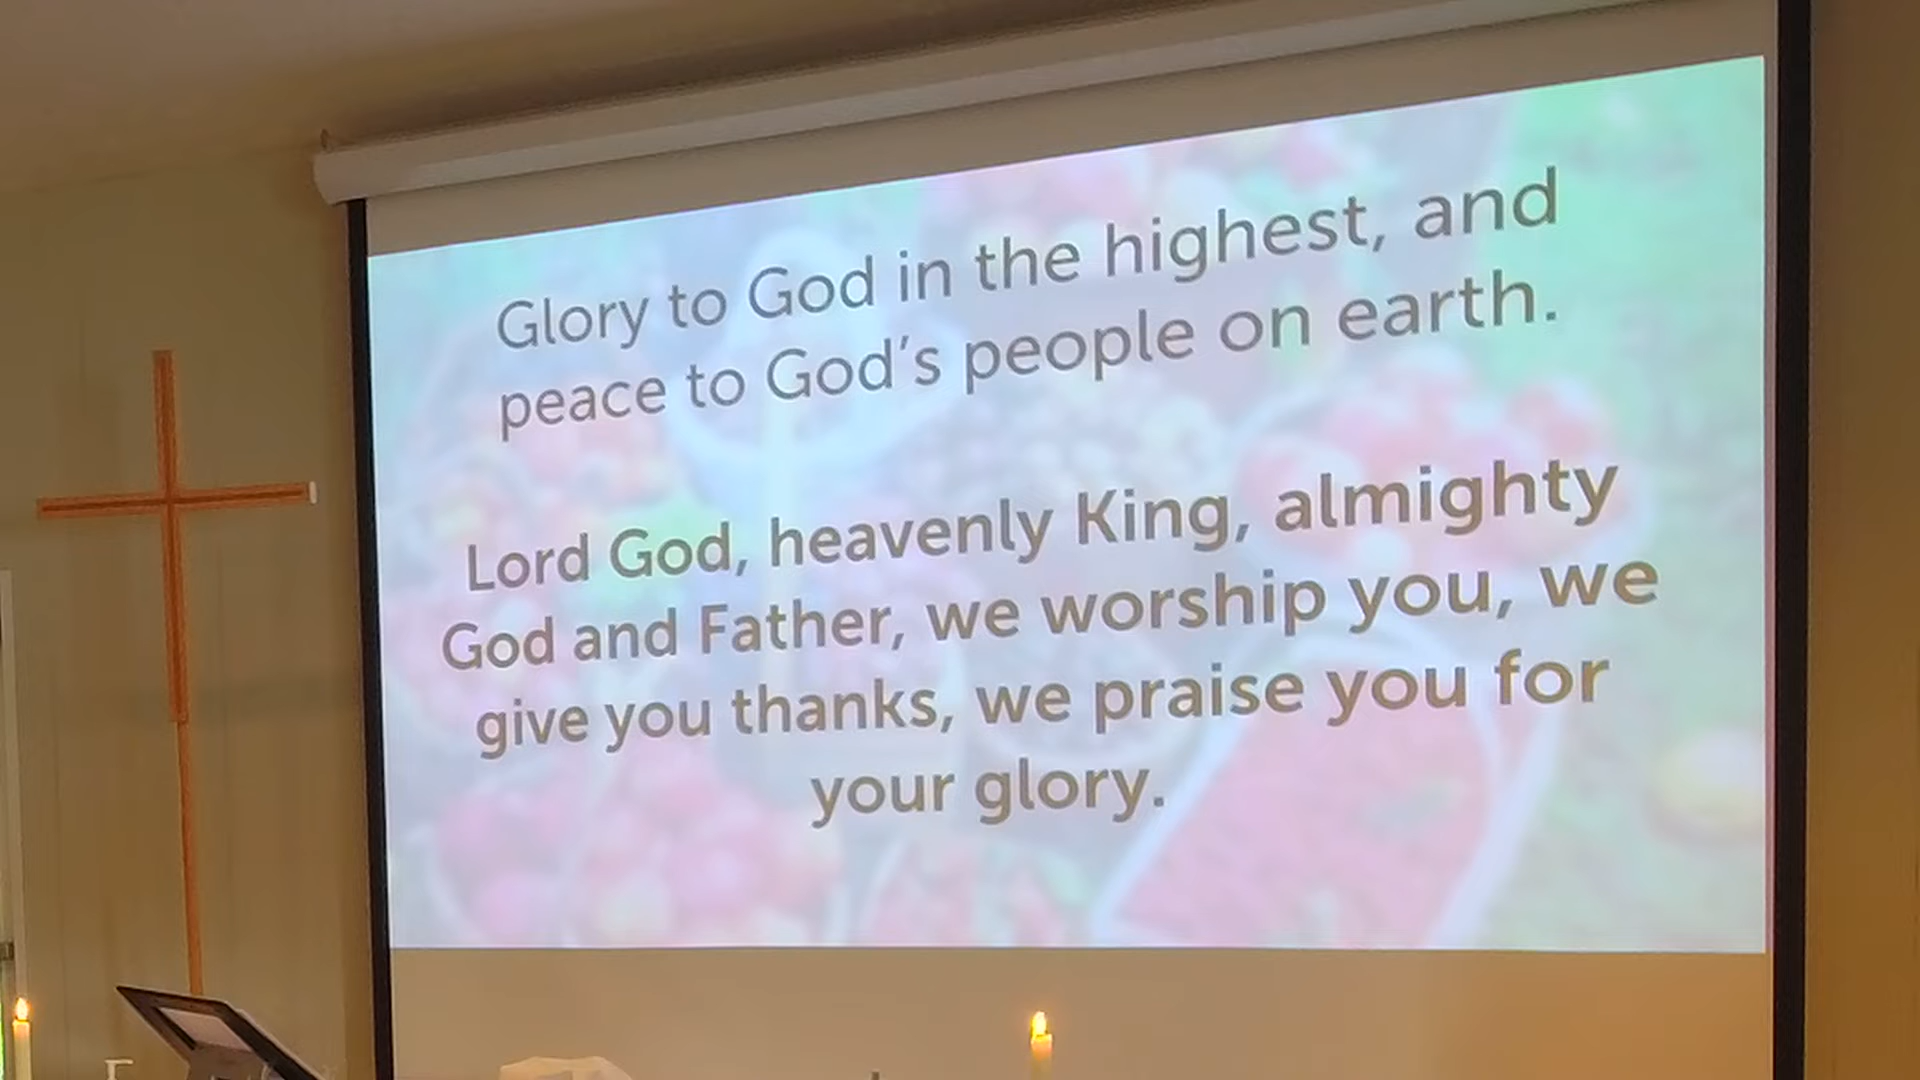 Glory to God in the highest, and
peace to God's people on earth.
Lord God, heavenly King, almighty
God and Father, we worship you, we
give you thanks, we praise you for
your glory.